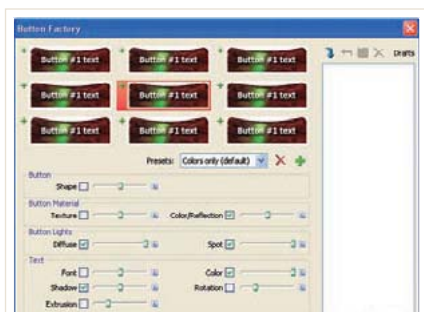 Button Factory
Button #1 text Button #1 text Button #1 text
Drafts
Button #1 text Button #1 text Button #1 text
Button #1 text Button #1 text Button #1 text
Presets: Colors only (default)
Button
Shape
Button Material
Texture Color/Reflection
Button Lights
Diffuse Spot
Text
Font Color
Shadow Rotation
Extrusion